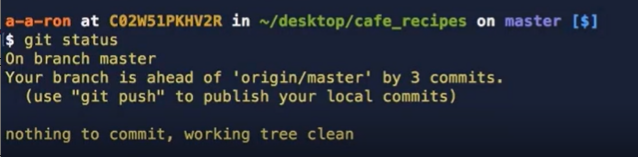 a-a-ron at C02W51PKHV2R in ~/desktop/cafe_recipes on master [$]
$ git status
On branch master
Your branch is ahead of 'origin/master' by 3 commits.
(use "git push" to publish your local commits)
nothing to commit, working tree clean